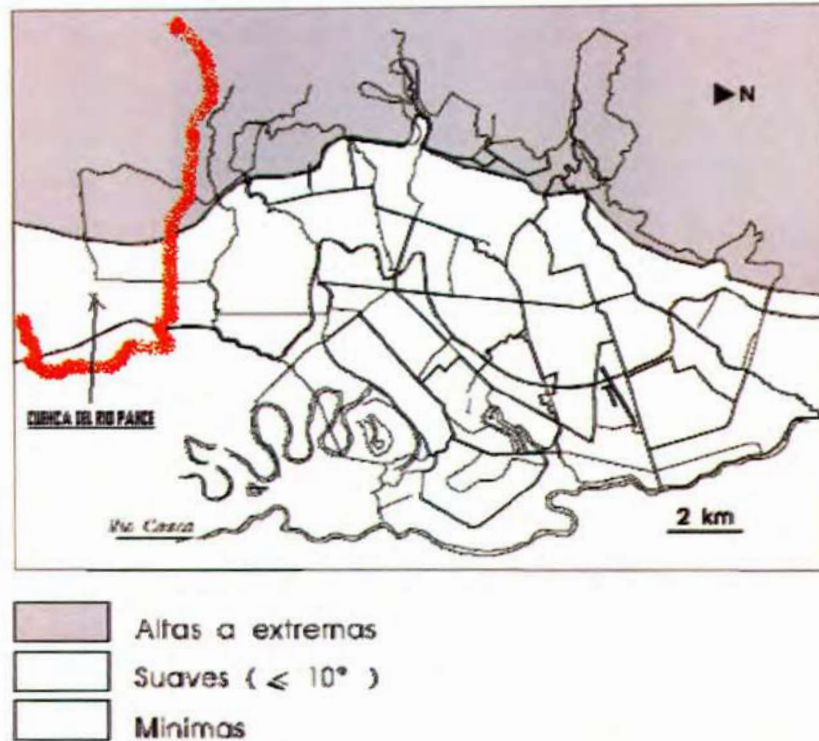 N
CUENCA DEL RIO PANCE
Rio Cauca
2 km
Altas a extremas
Suaves ( ⩽ 10° )
Minimas